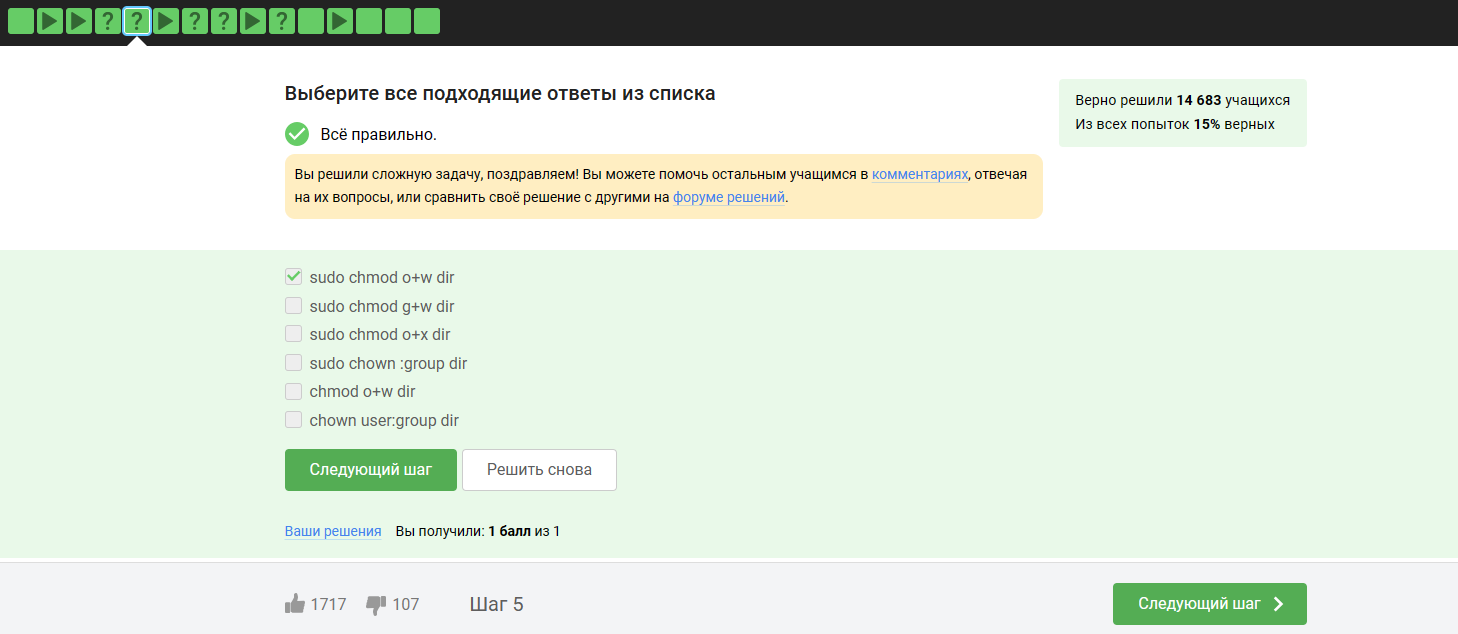 ? ? ? ? ?
Выберите все подходящие ответы из списка
Всё правильно.
Вы решили сложную задачу, поздравляем! Вы можете помочь остальным учащимся в комментариях, отвечая
на их вопросы, или сравнить своё решение с другими на форуме решений.
Верно решили 14 683 учащихся
Из всех попыток 15% верных
sudo chmod o+w dir
sudo chmod g+w dir
sudo chmod o+x dir
sudo chown :group dir
chmod o+w dir
chown user:group dir
Следующий шаг Решить снова
Ваши решения Вы получили: 1 балл из 1
1717 107 Шаг 5 Следующий шаг